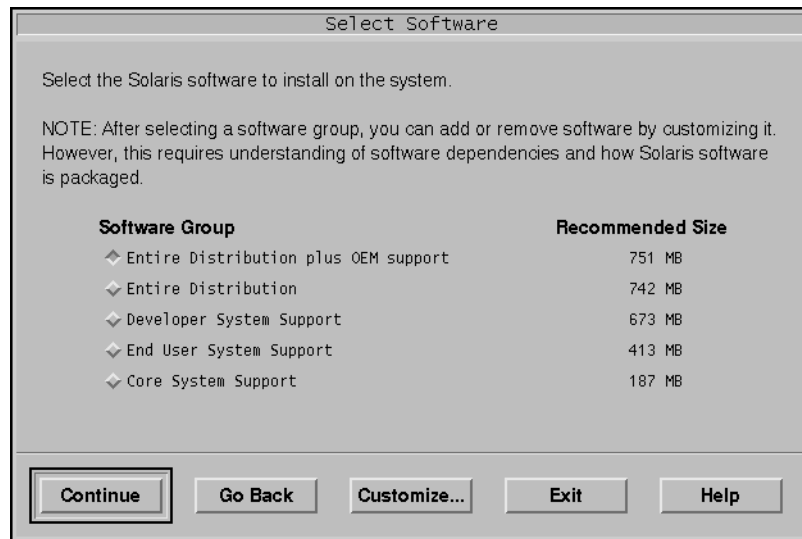 Select Software
Select the Solaris software to install on the system.
NOTE: After selecting a software group, you can add or remove software by customizing it.
However, this requires understanding of software dependencies and how Solaris software
is packaged.
Software Group Recommended Size
Entire Distribution plus OEM support 751 MB
Entire Distribution 742 MB
Developer System Support 673 MB
End User System Support 413 MB
Core System Support 187 MB
Continue Go Back Customize... Exit Help